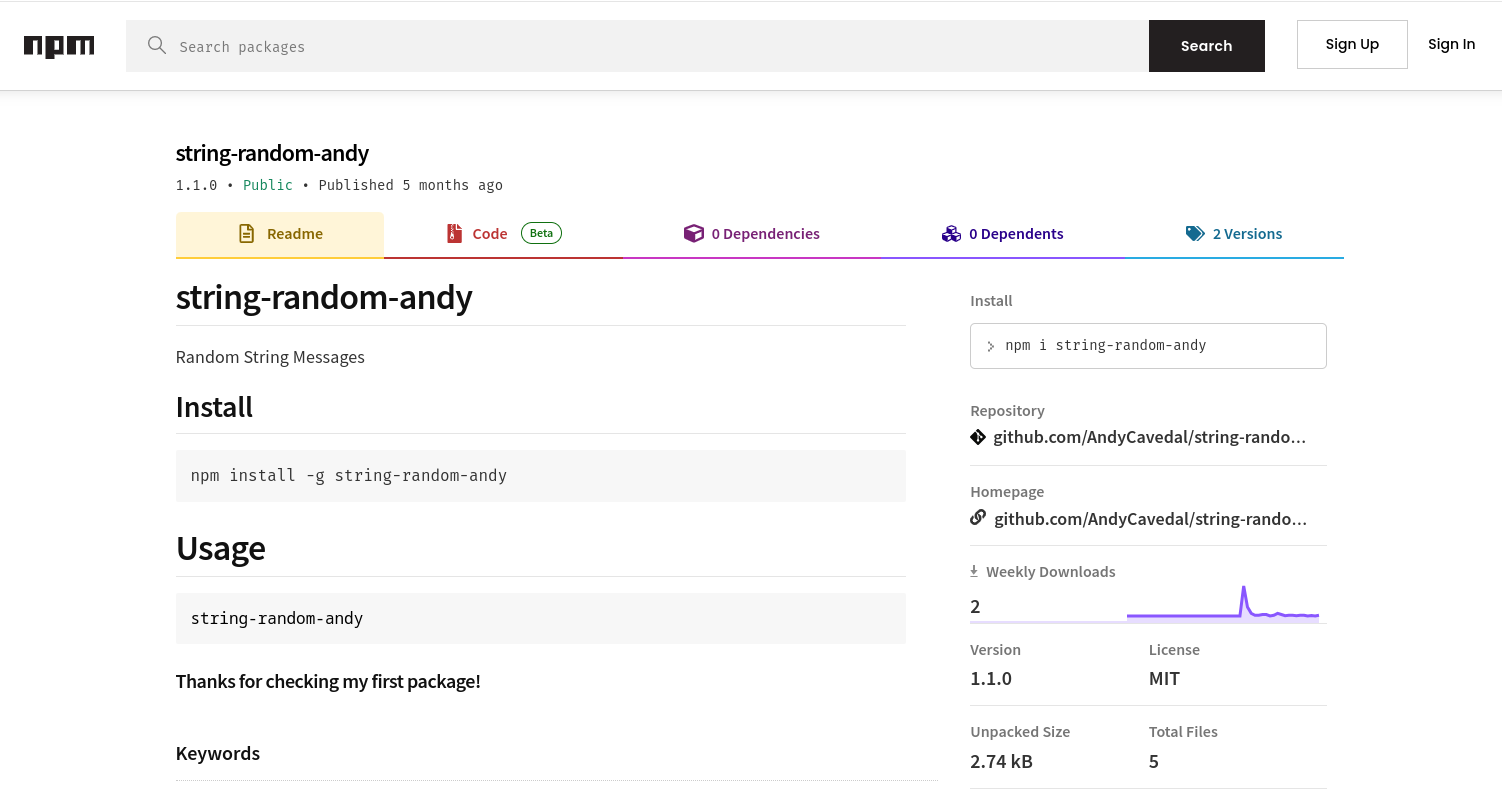 npm
Search packages
Search
Sign Up
Sign In
string-random-andy
1.1.0 • Public • Published 5 months ago
Readme
Code Beta
0 Dependencies
0 Dependents
2 Versions
string-random-andy
Random String Messages
Install
npm install -g string-random-andy
Usage
string-random-andy
Thanks for checking my first package!
Keywords
Install
npm i string-random-andy
Repository
github.com/AndyCavedal/string-rando...
Homepage
github.com/AndyCavedal/string-rando...
Weekly Downloads
2
Version
1.1.0
License
MIT
Unpacked Size
2.74 kB
Total Files
5